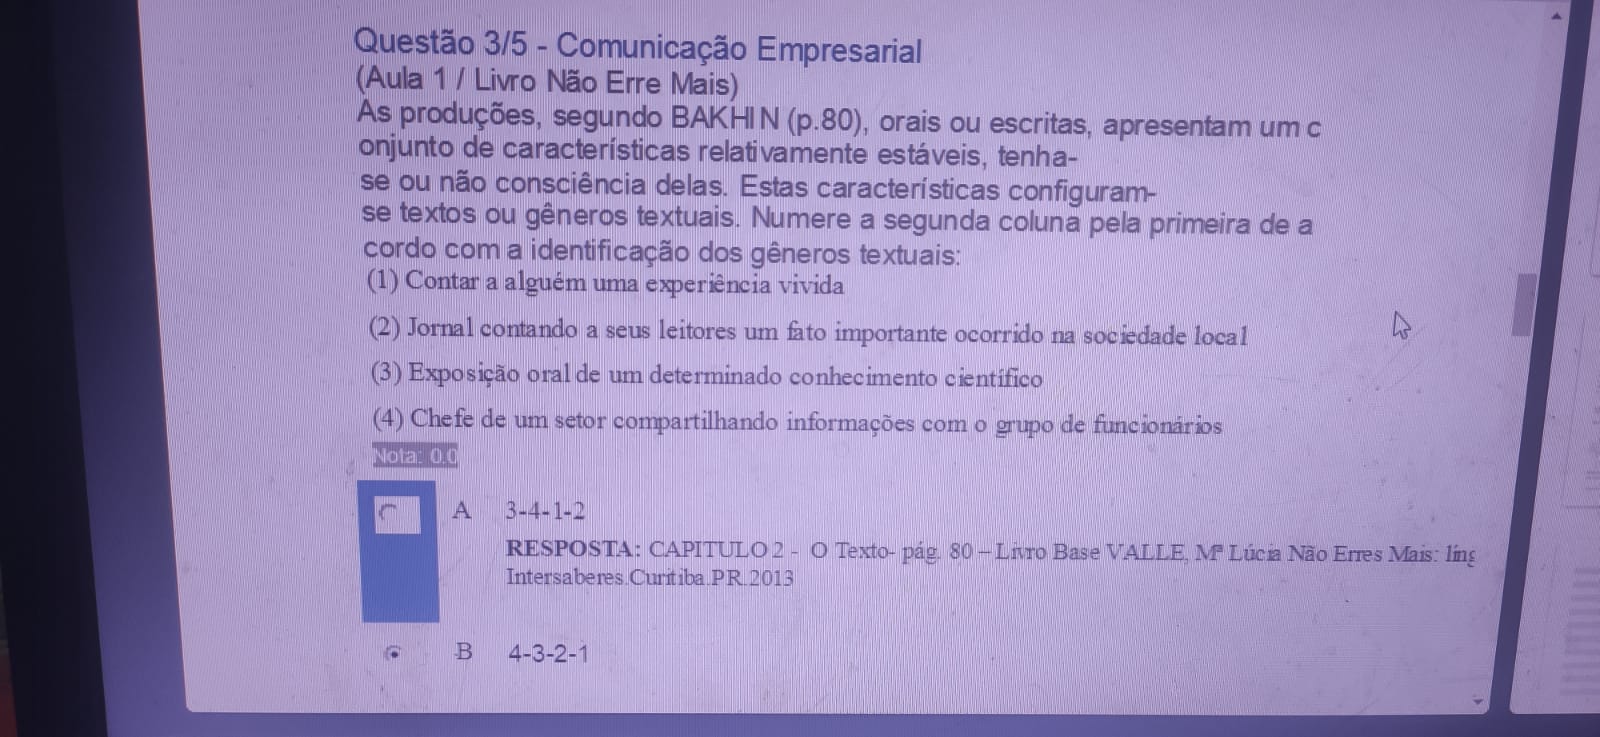 Questão 3/5 - Comunicação Empresarial
(Aula 1 / Livro Não Erre Mais)
As produções, segundo BAKHIN (p.80), orais ou escritas, apresentam um c
onjunto de características relativamente estáveis, tenha-
se ou não consciência delas. Estas características configuram-
se textos ou gêneros textuais. Numere a segunda coluna pela primeira de a
cordo com a identificação dos gêneros textuais:
(1) Contar a alguém uma experiência vivida
(2) Jornal contando a seus leitores um fato importante ocorrido na sociedade local
(3) Exposição oral de um determinado conhecimento científico
(4) Chefe de um setor compartilhando informações com o grupo de funcionários
Nota: 0.0
A 3-4-1-2
RESPOSTA: CAPITULO 2 - O Texto- pág. 80 – Livro Base VALLE, Mª Lúcia Não Erres Mais: líng
Intersaberes.Curitiba.PR.2013
B 4-3-2-1